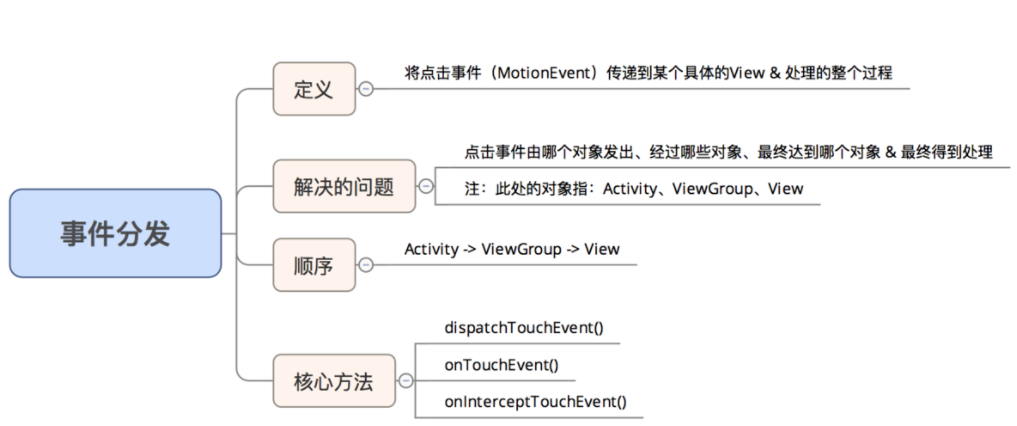 定义
将点击事件（MotionEvent）传递到某个具体的View & 处理的整个过程
解决的问题
点击事件由哪个对象发出、经过哪些对象、最终达到哪个对象 & 最终得到处理
注：此处的对象指：Activity、ViewGroup、View
事件分发
顺序
Activity -> ViewGroup -> View
核心方法
dispatchTouchEvent()
onTouchEvent()
onInterceptTouchEvent()